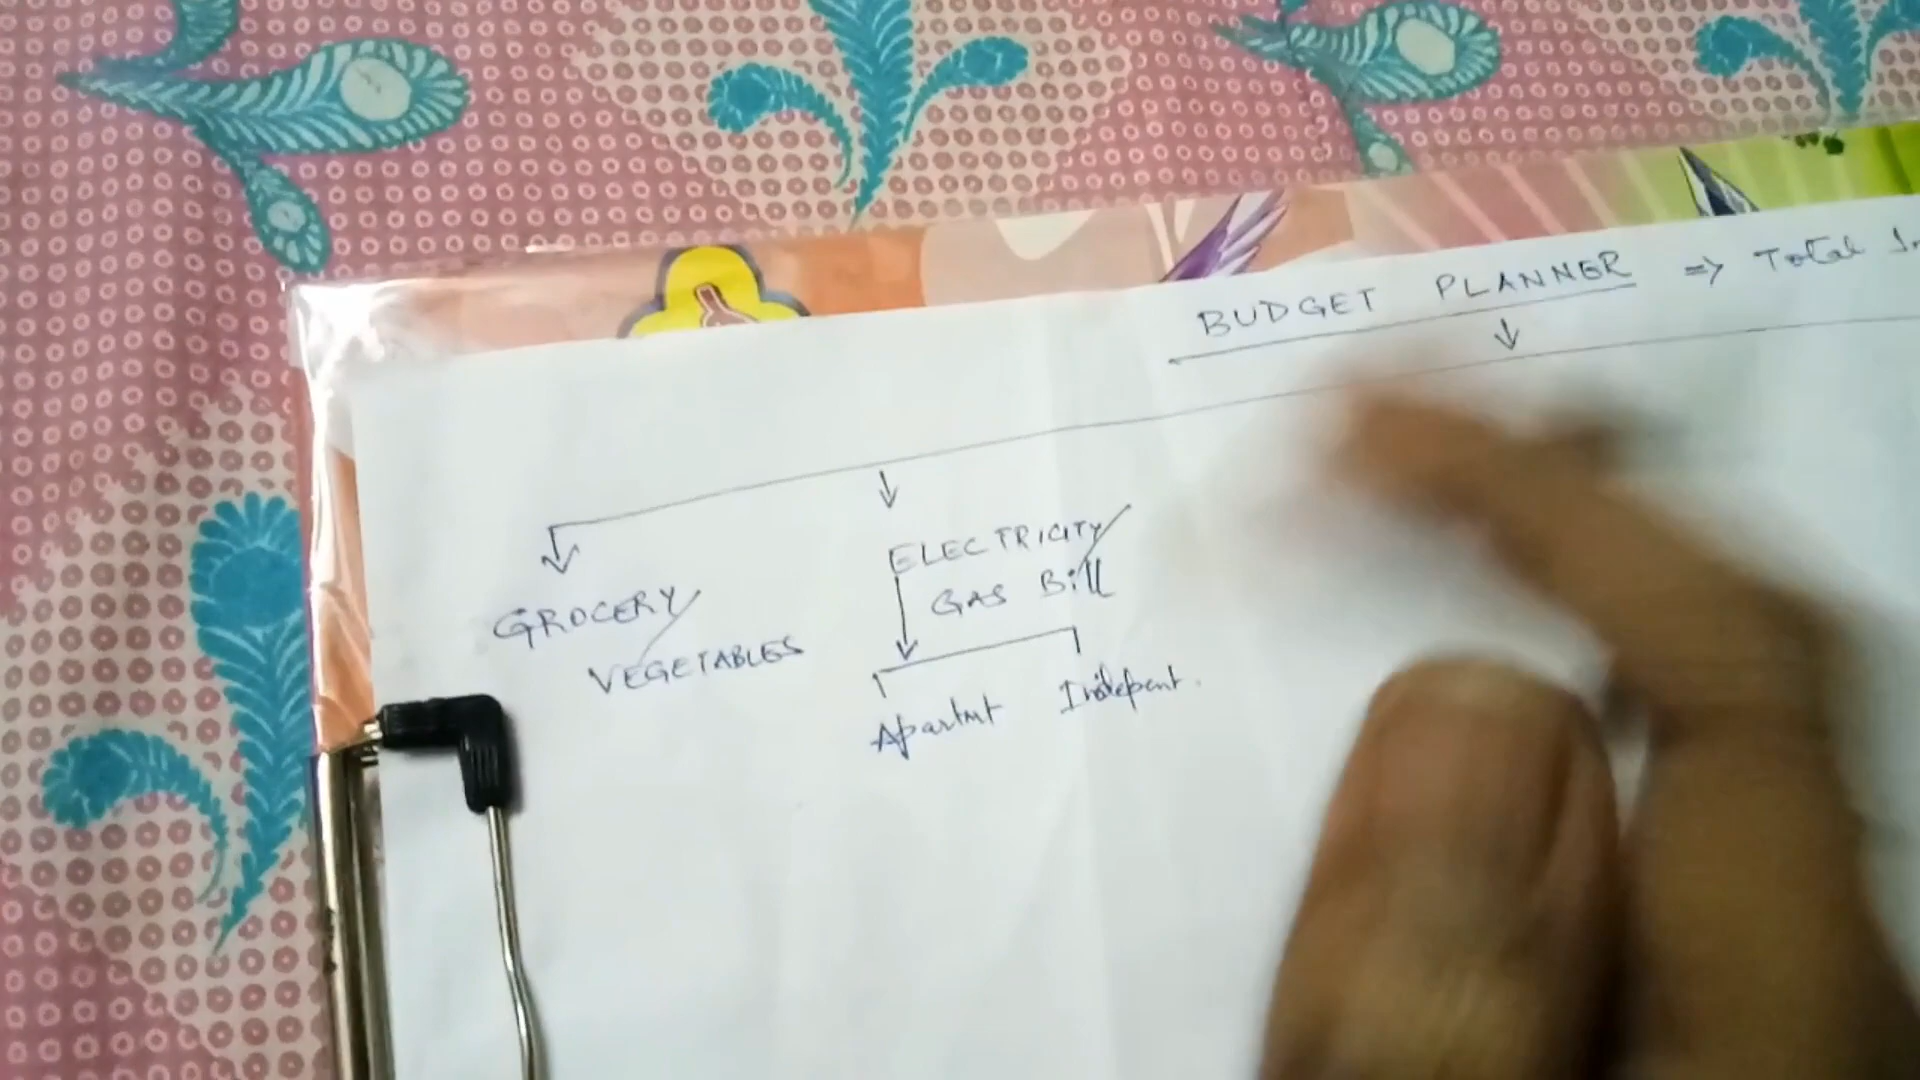 BUDGET PLANNER => Total
GROCERY/
VEGETABLES
ELECTRICITY/
GAS Bill
Apartmt
Indepent.